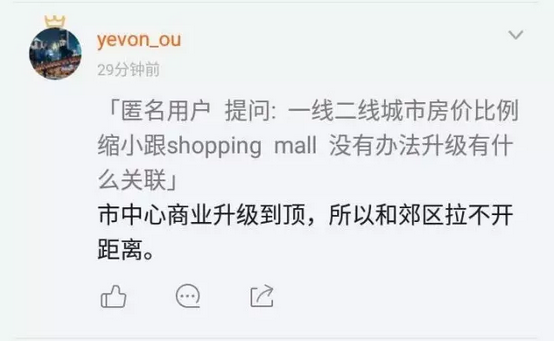 yevon_ou
29分钟前
「匿名用户 提问: 一线二线城市房价比例
缩小跟shopping mall 没有办法升级有什
么关联」
市中心商业升级到顶，所以和郊区拉不开
距离。